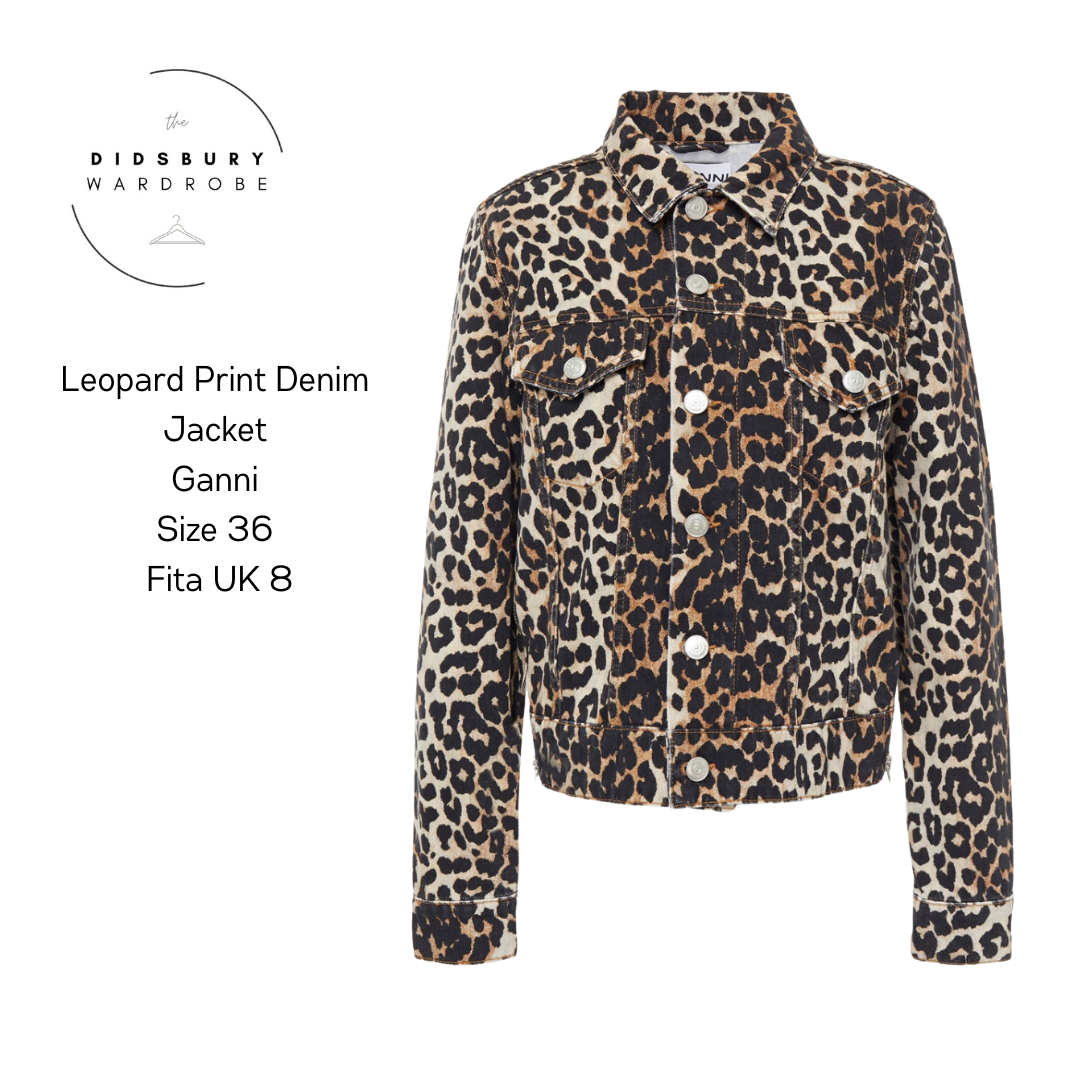 the
DIDSBURY
WARDROBE
Leopard Print Denim
Jacket
Ganni
Size 36
Fita UK 8